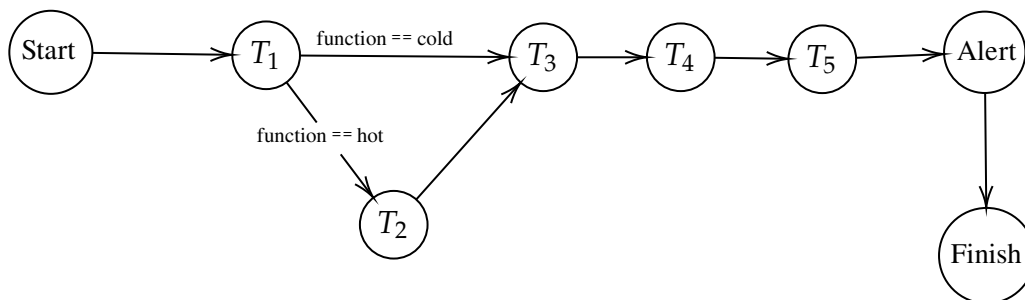 Start
T1
function == cold
T3
T4
T5
Alert
function == hot
T2
Finish